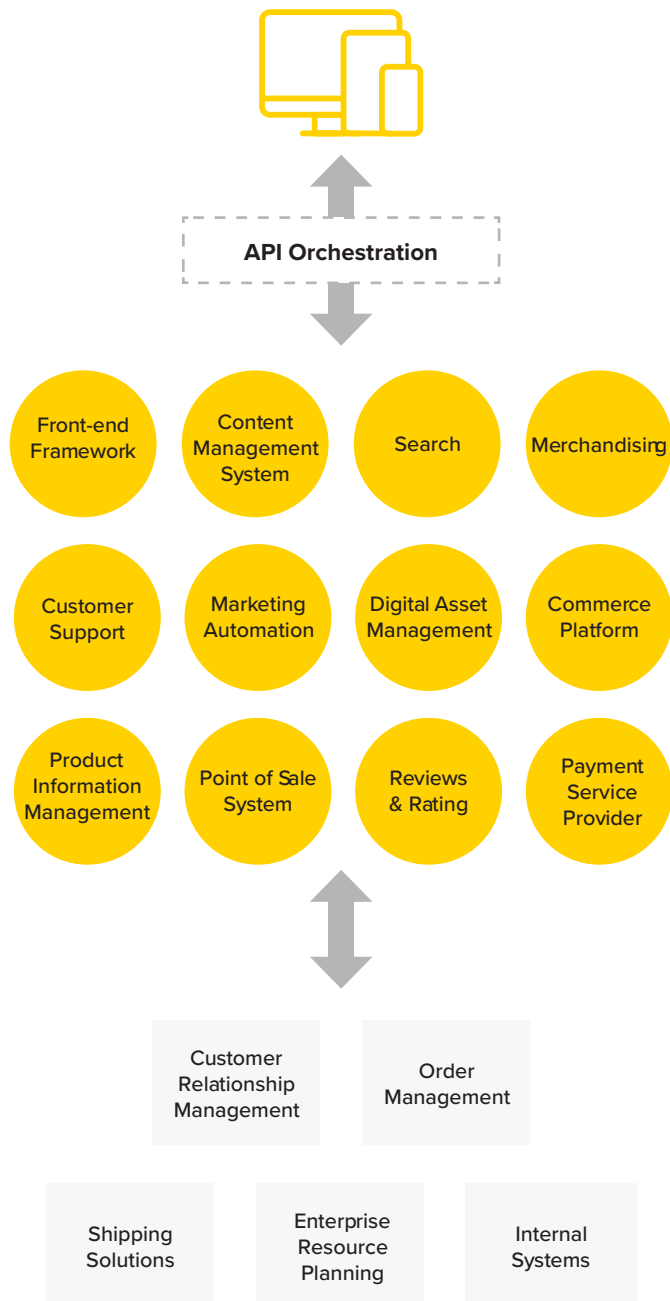 API Orchestration
Front-end
Framework
Content
Management
System
Search
Merchandising
Customer
Support
Marketing
Automation
Digital Asset
Management
Commerce
Platform
Product
Information
Management
Point of Sale
System
Reviews
& Rating
Payment
Service
Provider
Customer
Relationship
Management
Order
Management
Shipping
Solutions
Enterprise
Resource
Planning
Internal
Systems